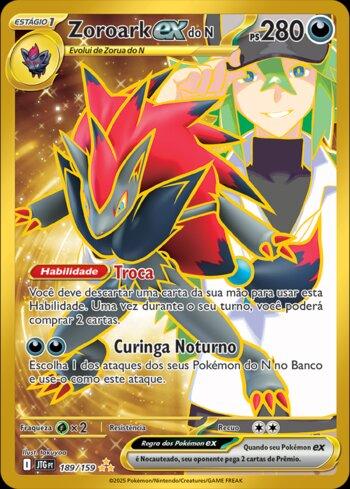 ESTÁGIO 1
Zoroark ex do N
PS 280
Evolui de Zorua do N
Habilidade Troca
Você deve descartar uma carta da sua mão para usar esta
Habilidade. Uma vez durante o seu turno, você poderá
comprar 2 cartas.
Curinga Noturno
Escolha 1 dos ataques dos seus Pokémon do N no Banco
e use-o como este ataque.
Fraqueza ×2 Resistência Recuo
Regra dos Pokémon ex
Quando seu Pokémon ex
é Nocauteado, seu oponente pega 2 cartas de Prêmio.
Ilust. takuyoa
D JTG PT 189/159
©2025 Pokémon/Nintendo/Creatures/GAME FREAK